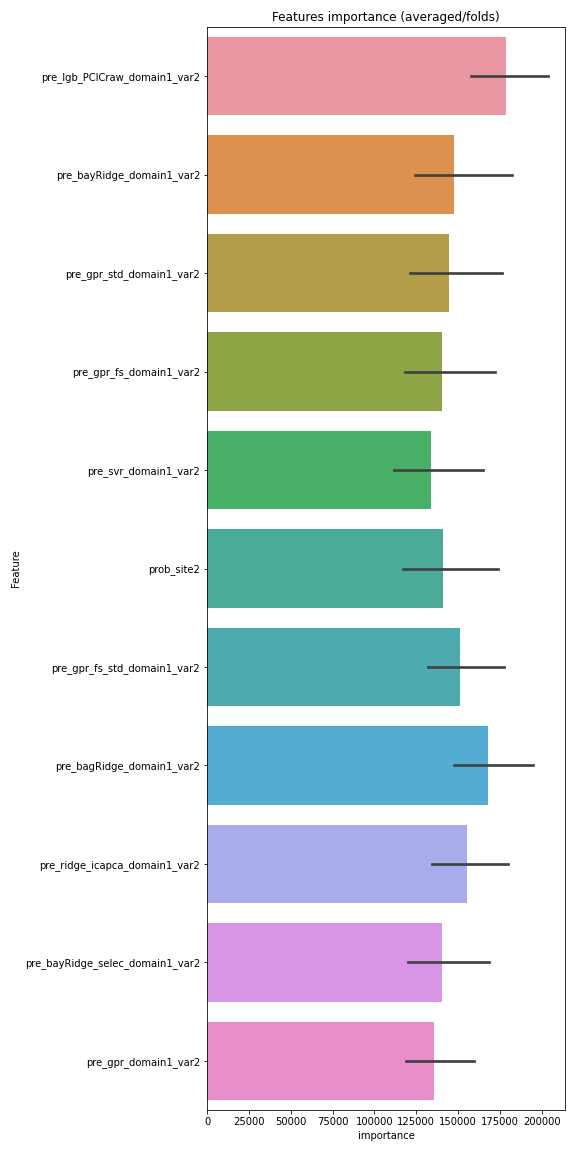 Features importance (averaged/folds)
pre_lgb_PCICraw_domain1_var2
pre_bayRidge_domain1_var2
pre_gpr_std_domain1_var2
pre_gpr_fs_domain1_var2
pre_svr_domain1_var2
prob_site2
pre_gpr_fs_std_domain1_var2
pre_bagRidge_domain1_var2
pre_ridge_icapca_domain1_var2
pre_bayRidge_selec_domain1_var2
pre_gpr_domain1_var2
Feature
0 25000 50000 75000 100000 125000 150000 175000 200000
importance